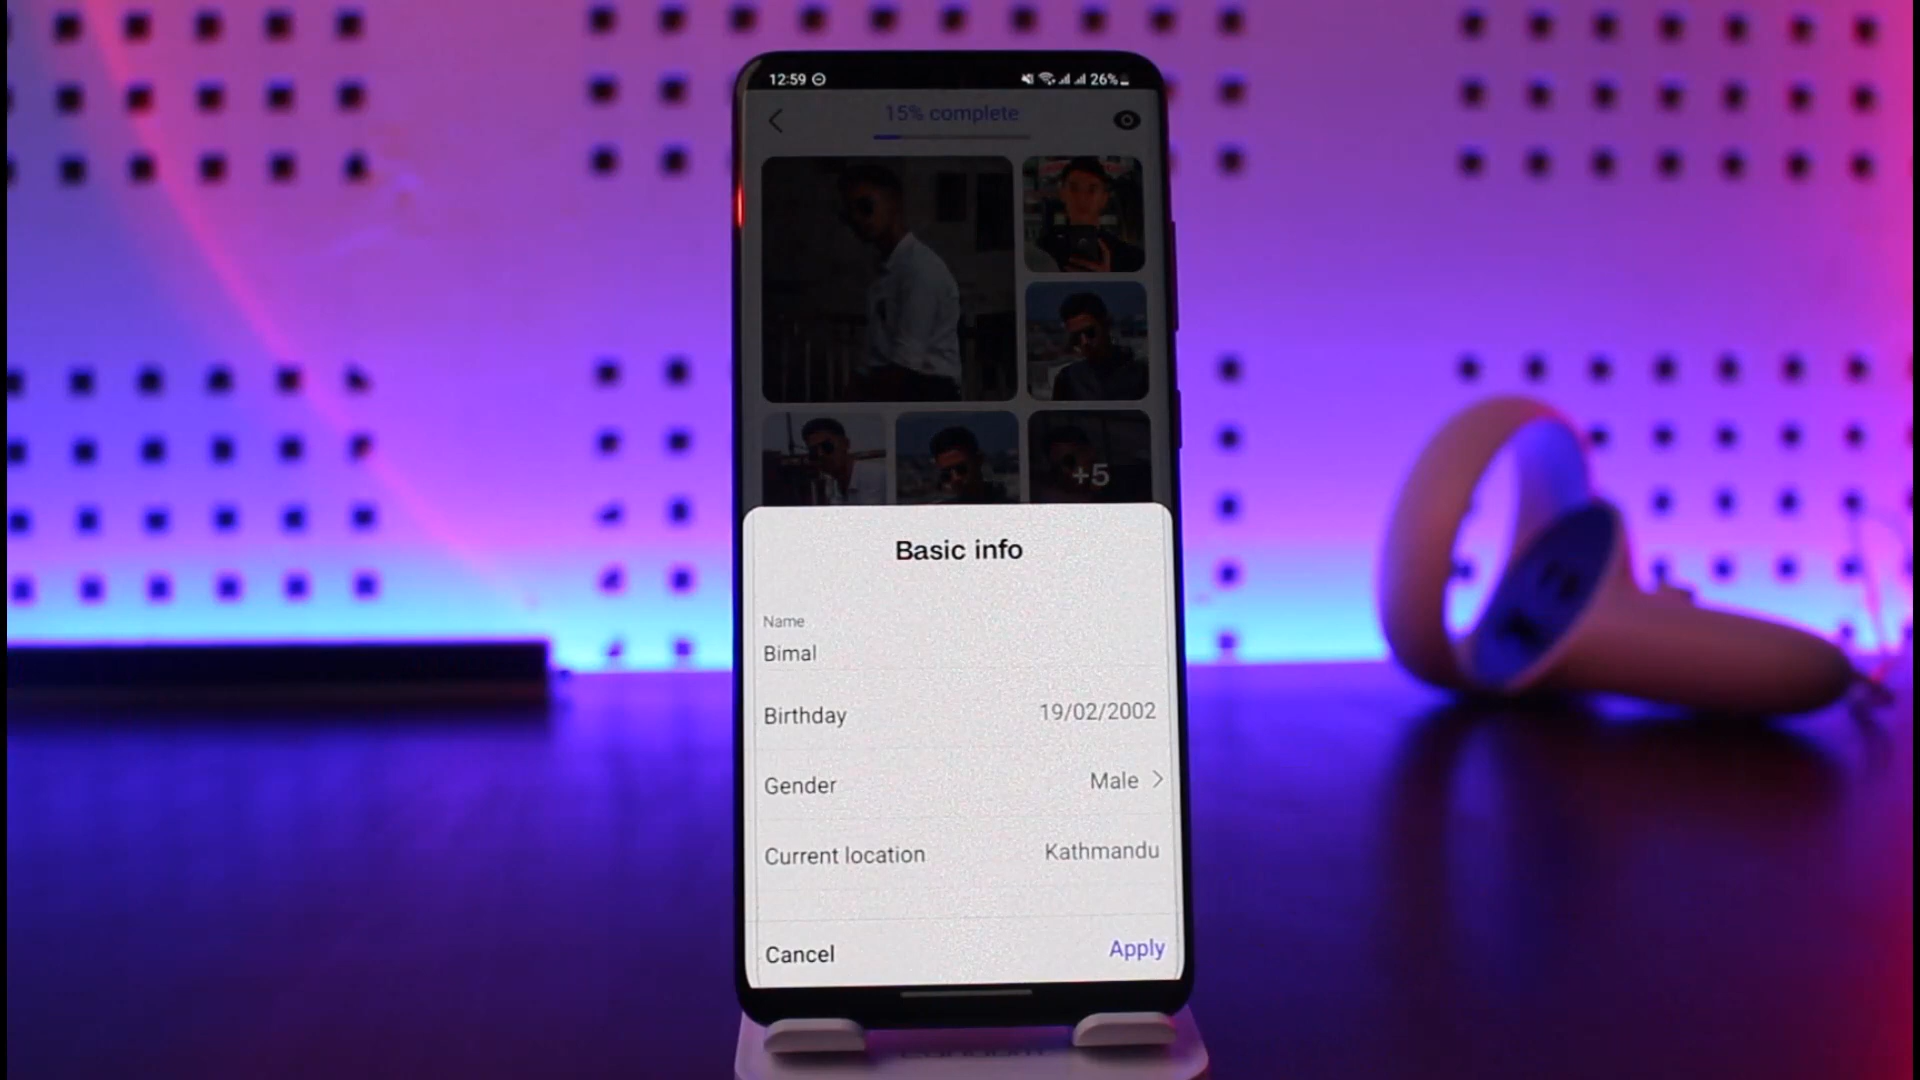 12:59
26%
15% complete
+5
Basic info
Name
Bimal
Birthday 19/02/2002
Gender Male
Current location Kathmandu
Cancel Apply